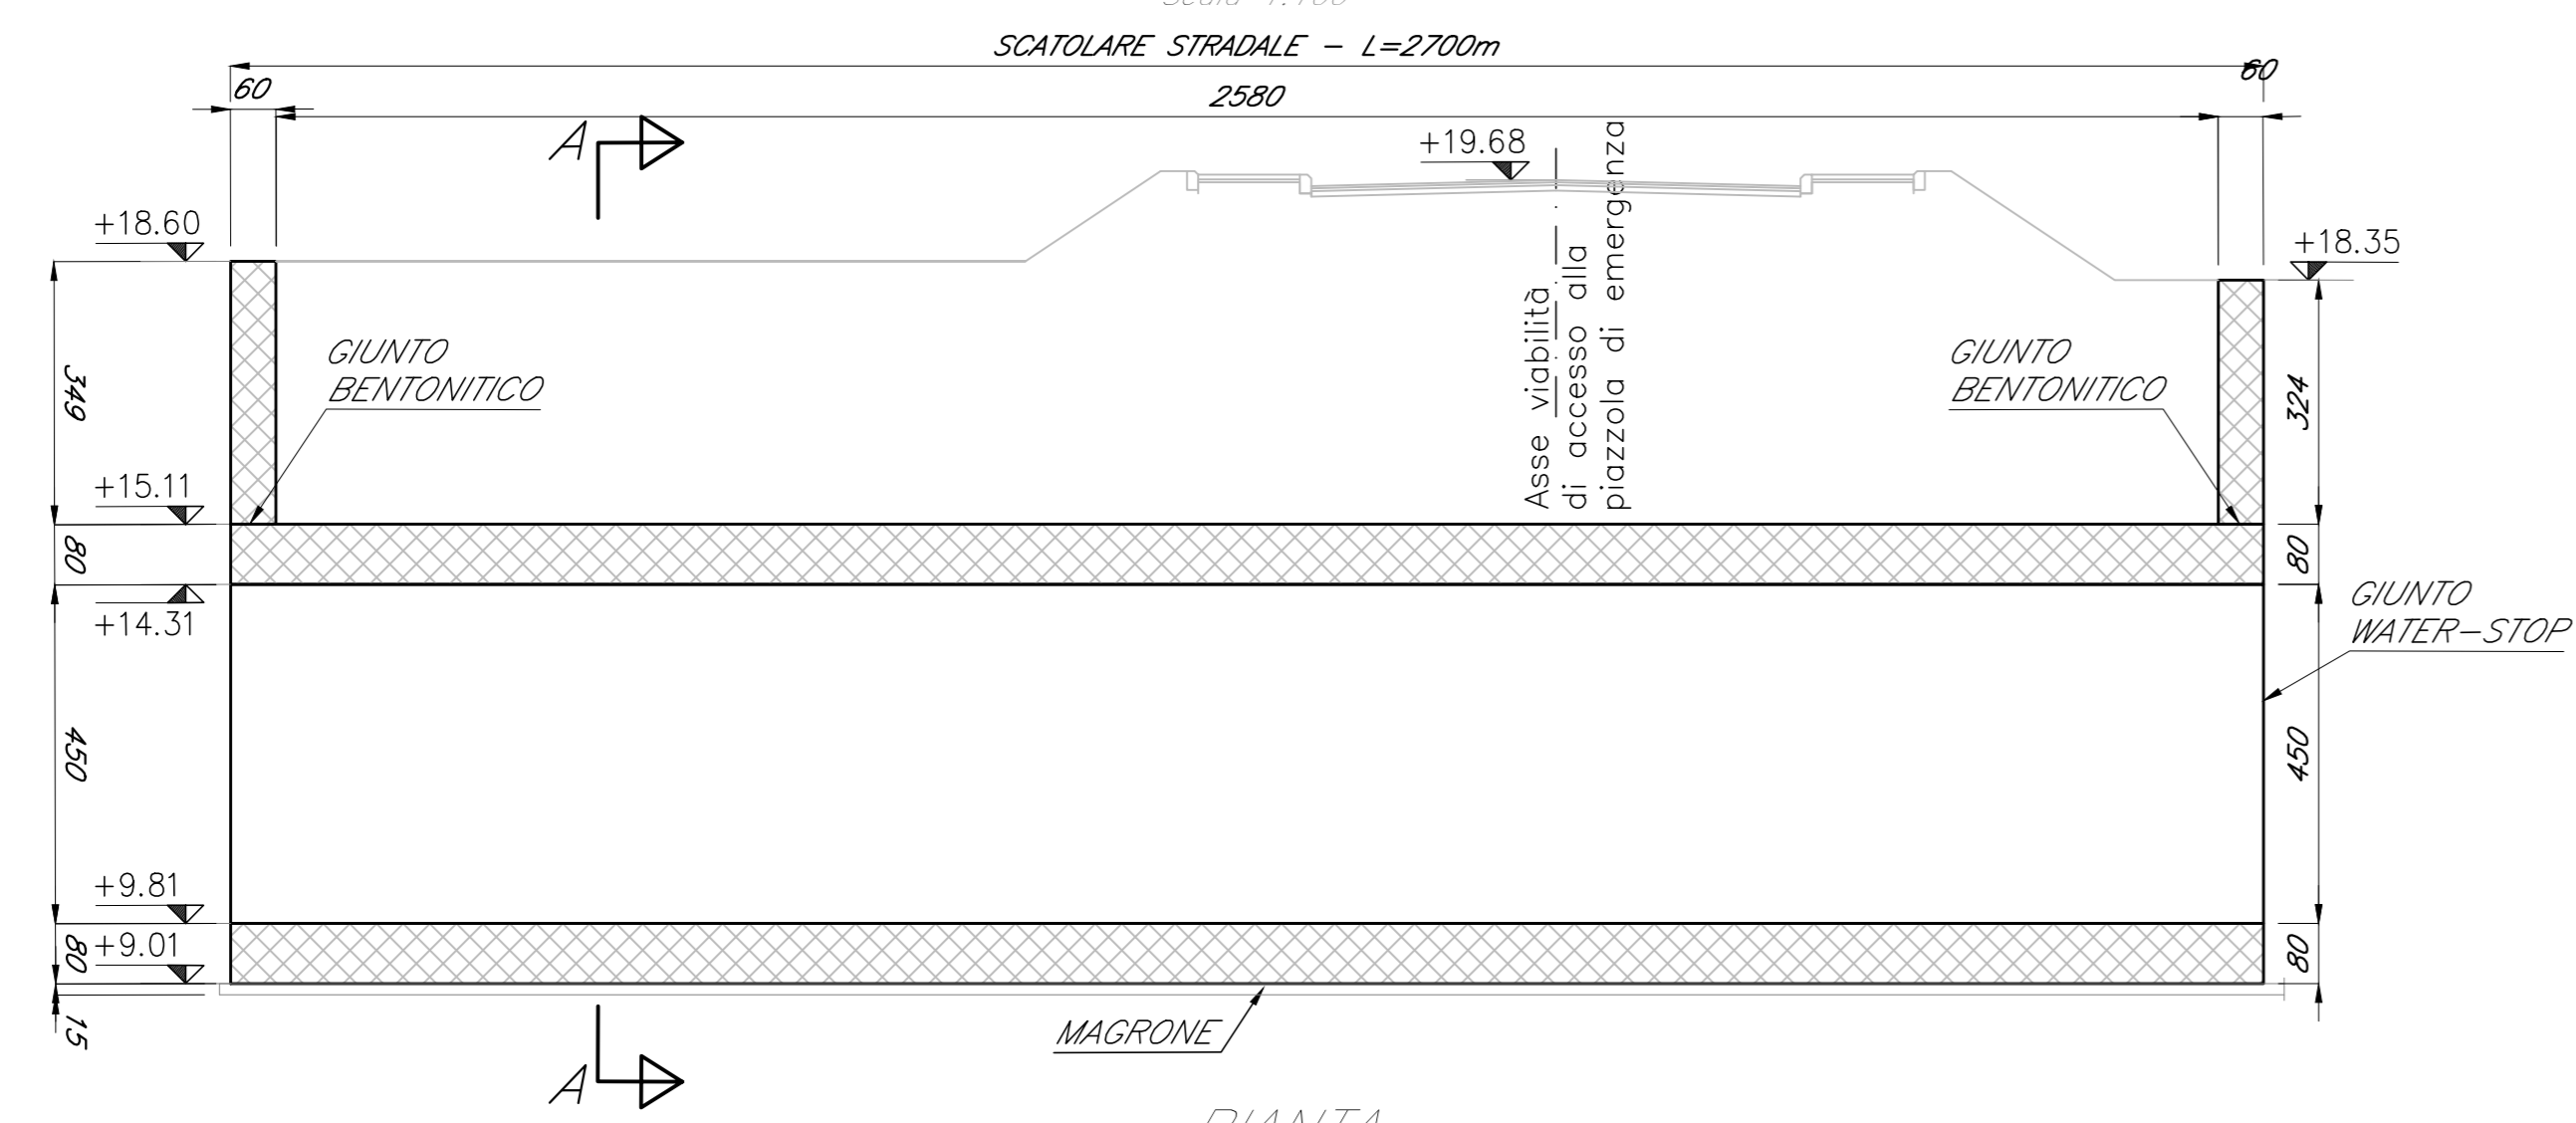 SCATOLARE STRADALE - L=2700m
60
60
2580
A
+19.68
+18.60
+18.35
Asse viabilità
di accesso alla
piazzola di emergenza
GIUNTO
BENTONITICO
GIUNTO
BENTONITICO
349
324
+15.11
80
80
+14.31
GIUNTO
WATER-STOP
450
450
+9.81
80
+9.01
80
15
MAGRONE
A
PIANTA